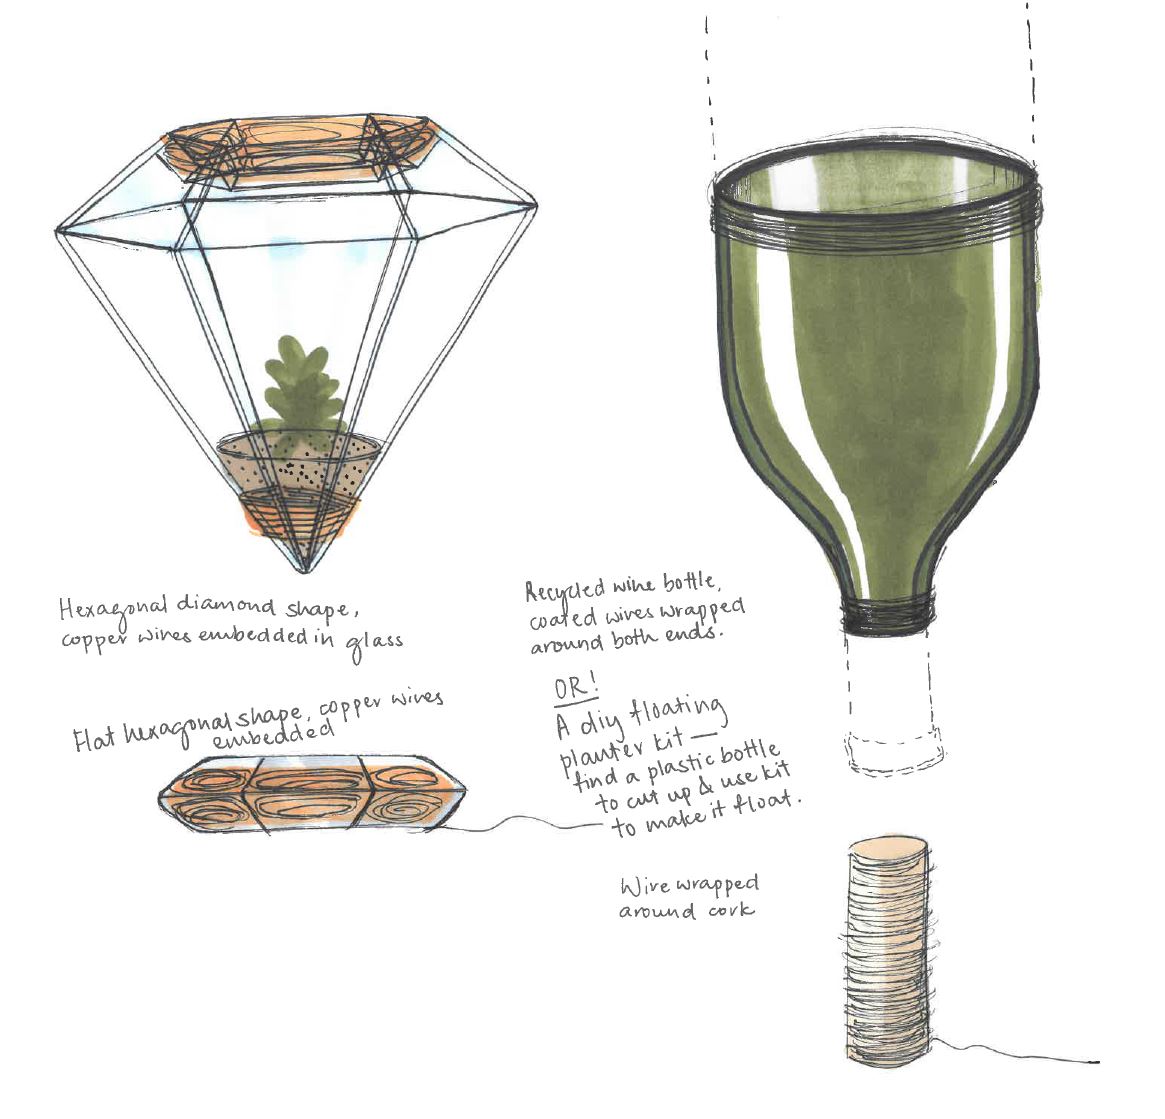 Hexagonal diamond shape,
copper wires embedded in glass
Flat hexagonal shape, copper wires
embedded
Recycled wine bottle,
coated wires wrapped
around both ends.
OR!
A diy floating
planter kit —
find a plastic bottle
to cut up & use kit
to make it float.
Wire wrapped
around cork